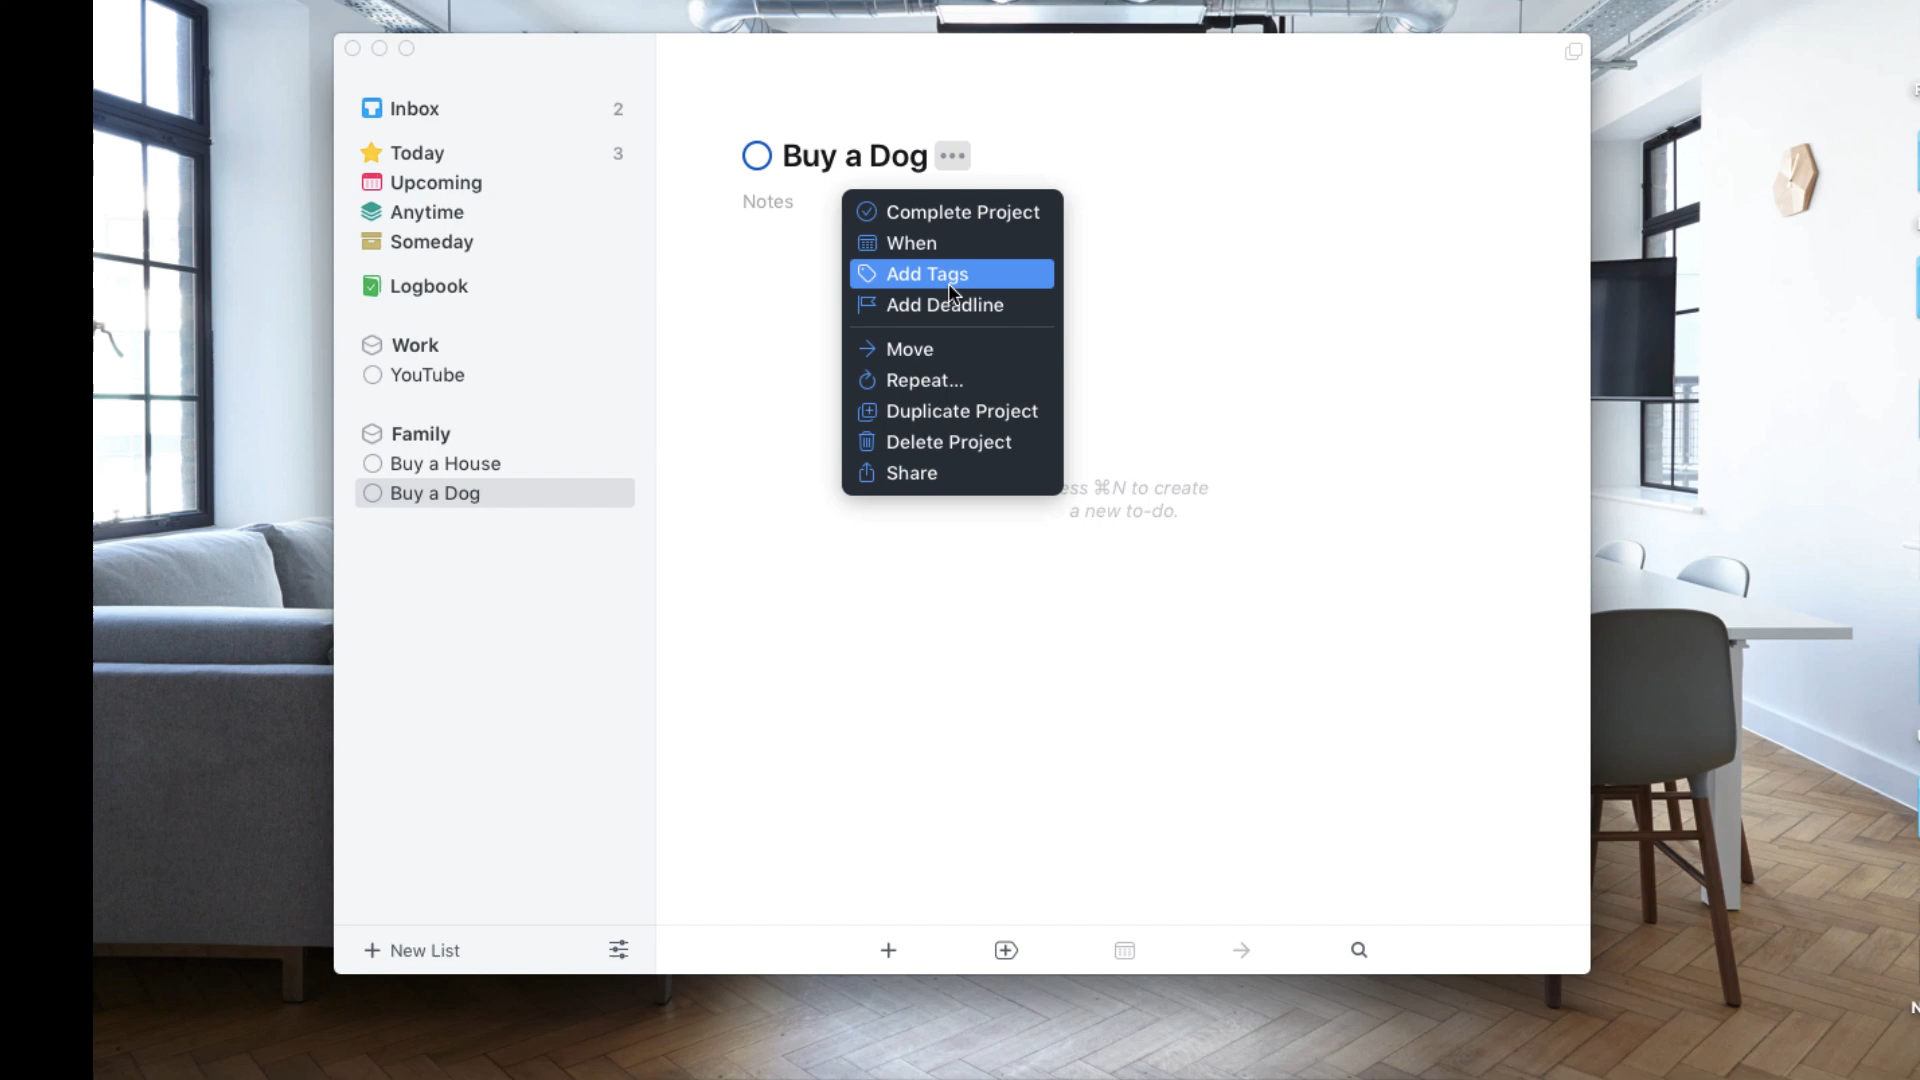 Inbox 2
Today 3
Upcoming
Anytime
Someday
Logbook
Work
YouTube
Family
Buy a House
Buy a Dog
New List
Buy a Dog
Notes
Complete Project
When
Add Tags
Add Deadline
Move
Repeat...
Duplicate Project
Delete Project
Share
ess ⌘N to create
a new to-do.